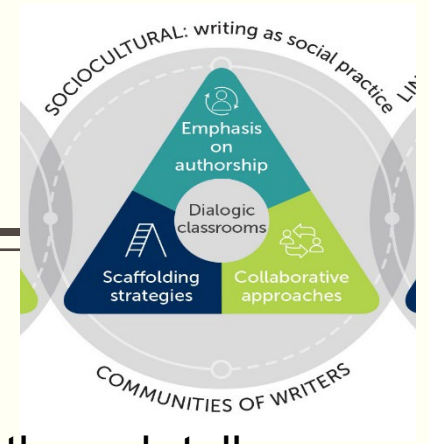 SOCIOCULTURAL: writing as social practice
Emphasis
on
authorship
Dialogic
classrooms
Scaffolding
strategies
Collaborative
approaches
COMMUNITIES OF WRITERS